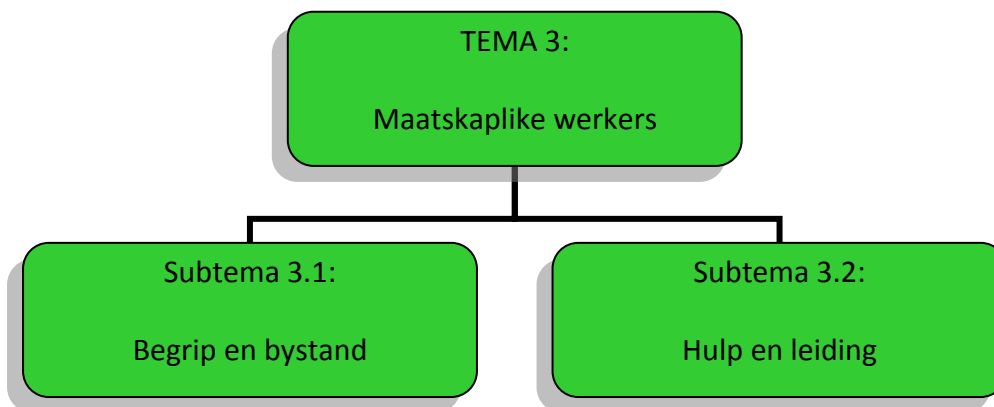 TEMA 3:
Maatskaplike werkers
Subtema 3.1:
Begrip en bystand
Subtema 3.2:
Hulp en leiding